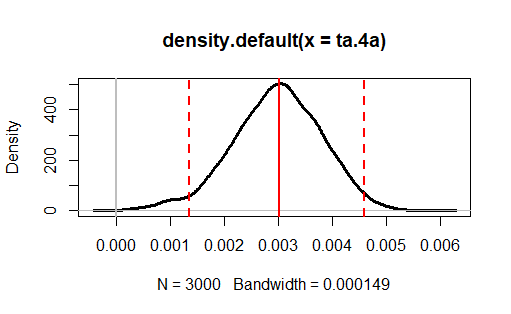 density.default(x = ta.4a)
Density
400
200
0
0.000 0.001 0.002 0.003 0.004 0.005 0.006
N = 3000 Bandwidth = 0.000149